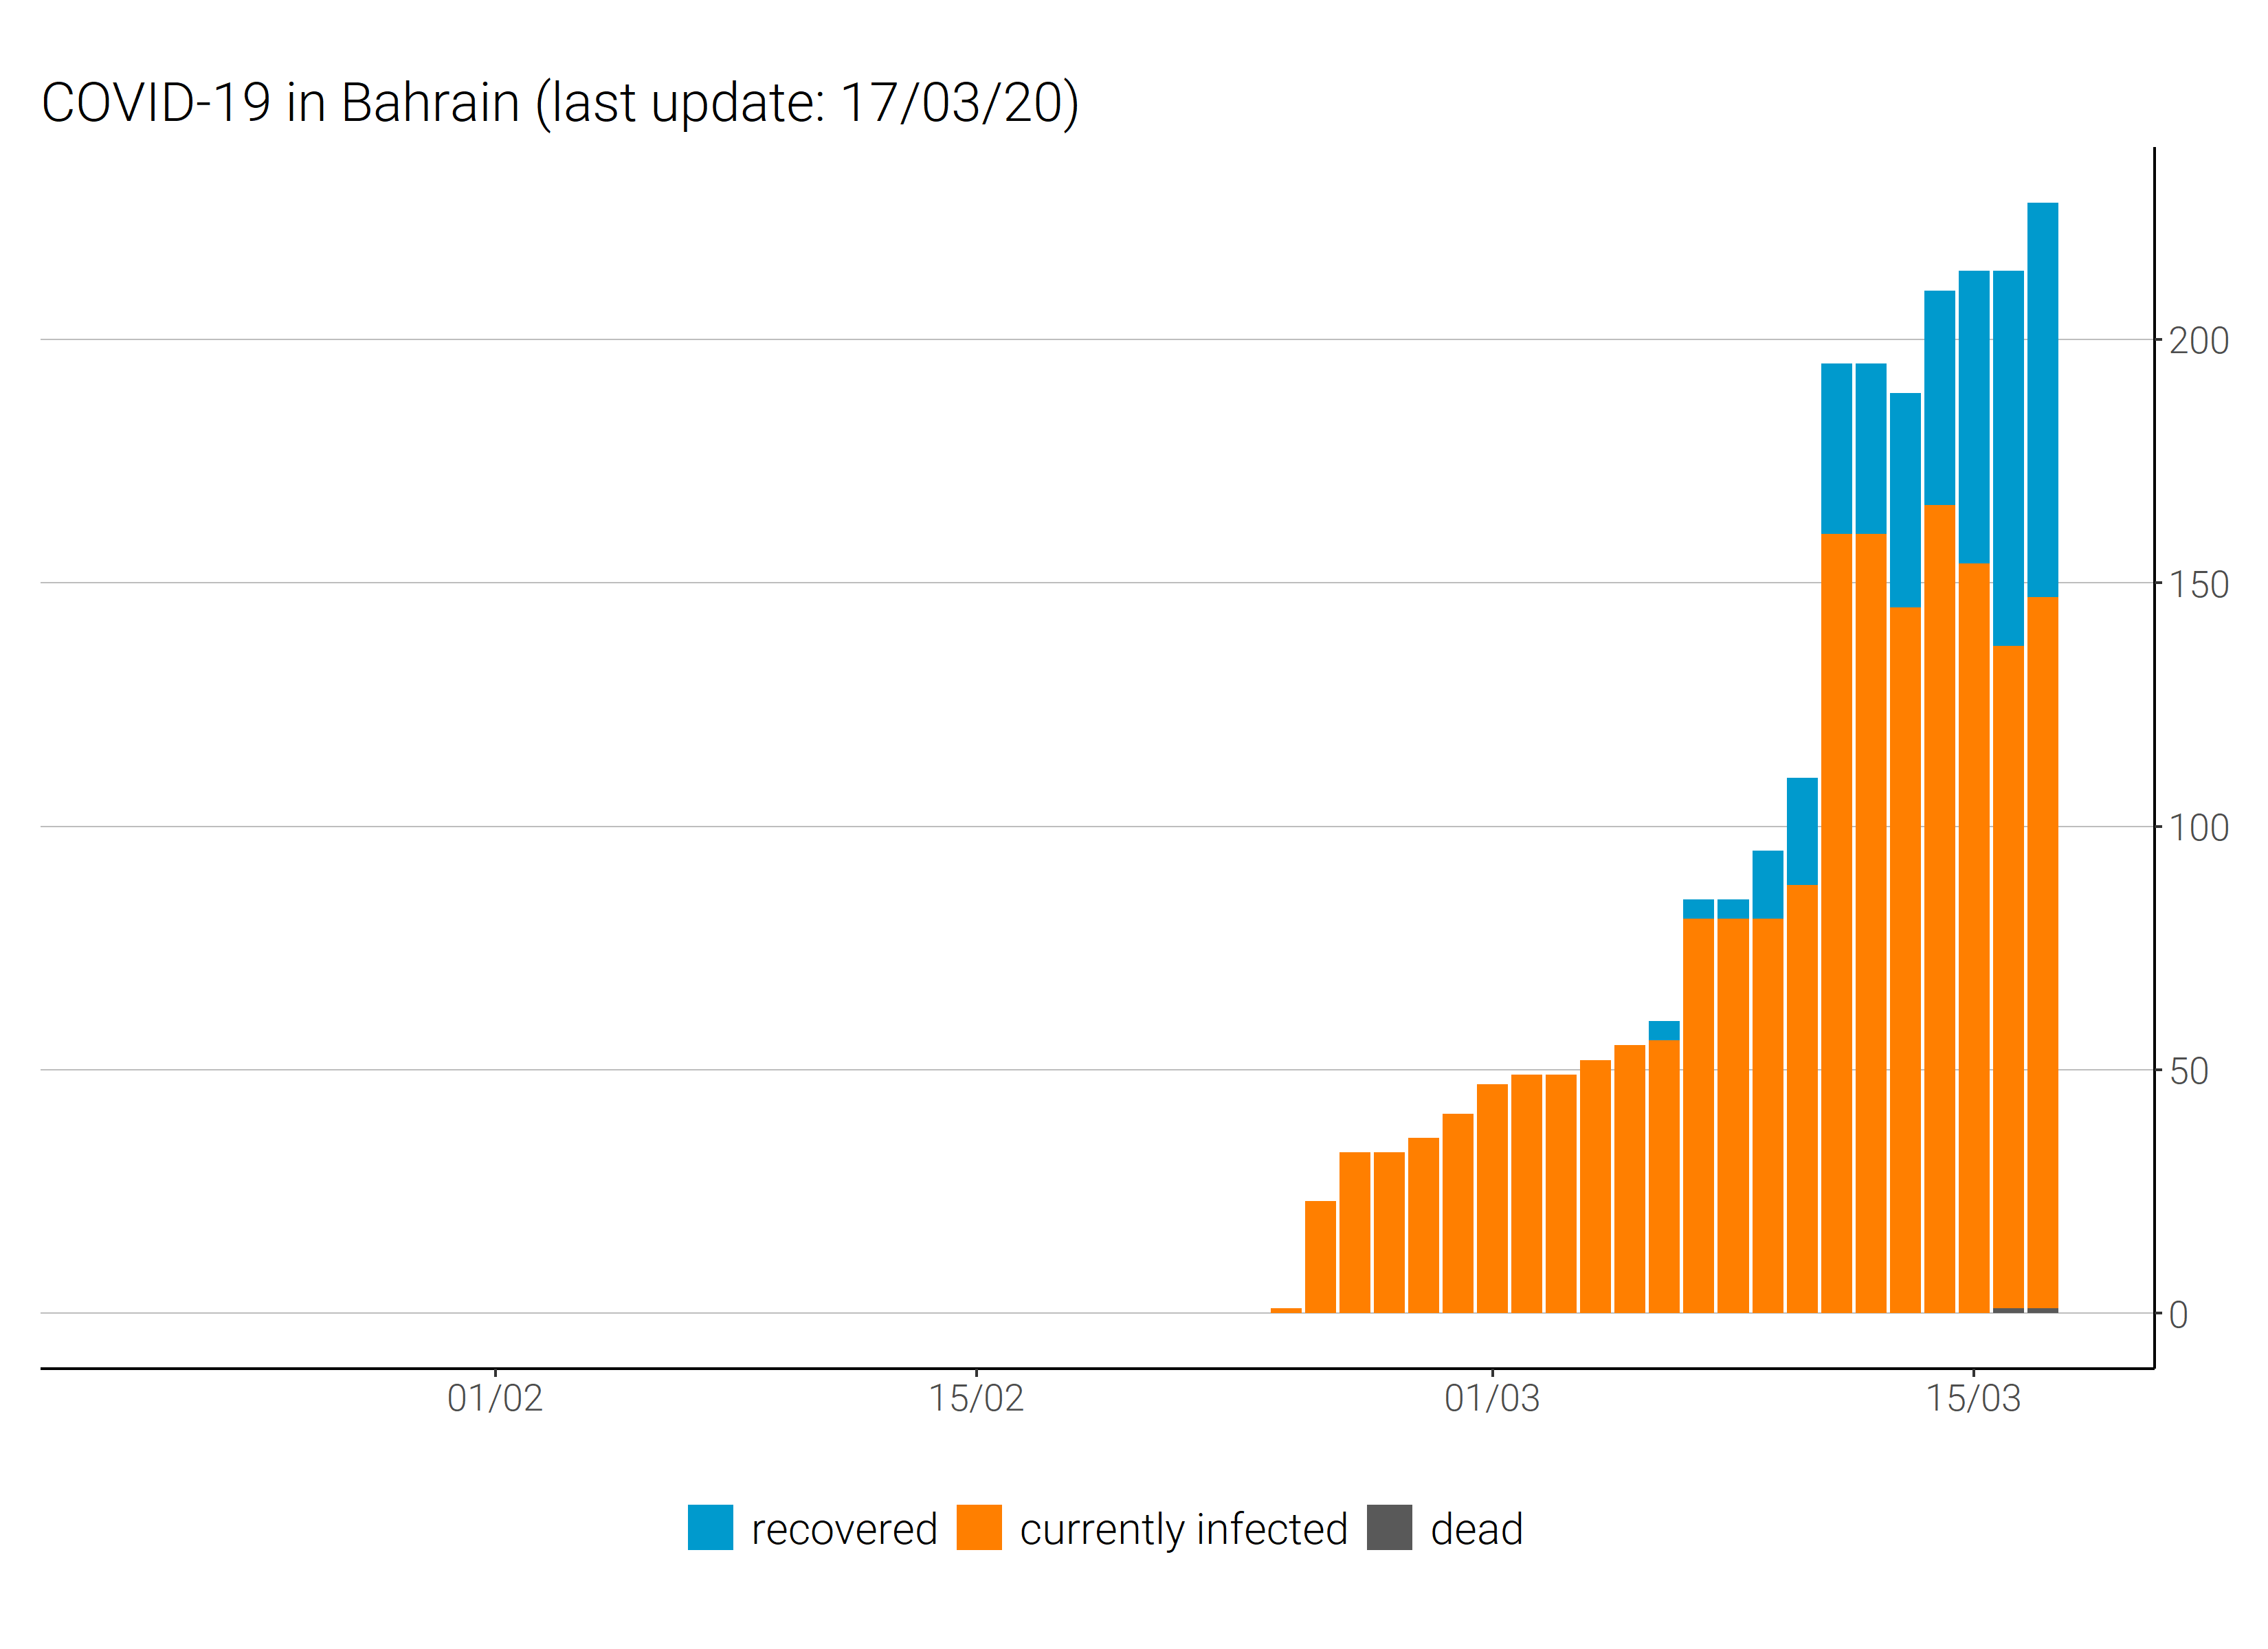 COVID-19 in Bahrain (last update: 17/03/20)
200
150
100
50
0
01/02 15/02 01/03 15/03
recovered currently infected dead